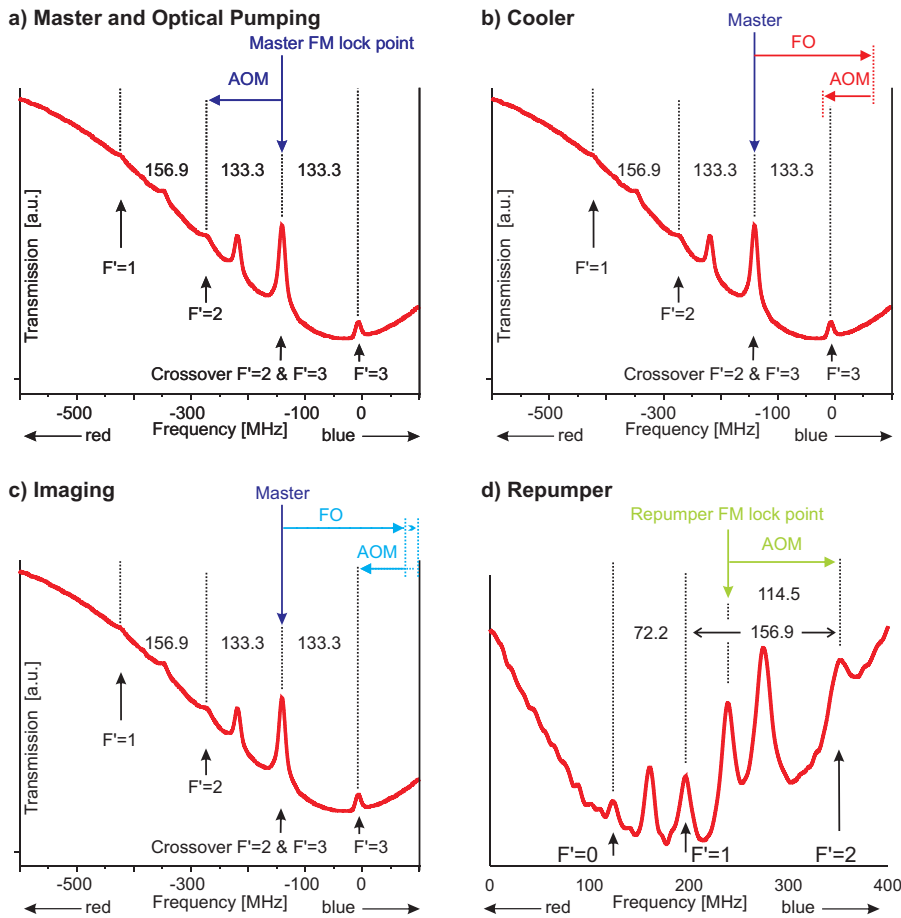 a) Master and Optical Pumping
Master FM lock point
AOM
156.9 133.3 133.3
Transmission [a.u.]
F'=1
F'=2
Crossover F'=2 & F'=3 F'=3
-500 -300 -100 0
red Frequency [MHz] blue
b) Cooler
Master
FO
AOM
156.9 133.3 133.3
Transmission [a.u.]
F'=1
F'=2
Crossover F'=2 & F'=3 F'=3
-500 -300 -100 0
red Frequency [MHz] blue
c) Imaging
Master
FO
AOM
156.9 133.3 133.3
Transmission [a.u.]
F'=1
F'=2
Crossover F'=2 & F'=3 F'=3
-500 -300 -100 0
red Frequency [MHz] blue
d) Repumper
Repumper FM lock point
AOM
114.5
72.2 156.9
Transmission [a.u.]
F'=0 F'=1 F'=2
0 100 200 300 400
red Frequency [MHz] blue